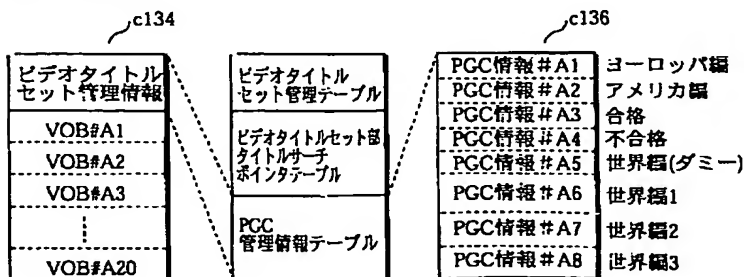 c134
c136
ビデオタイトル
セット管理情報
VOB#A1
VOB#A2
VOB#A3
VOB#A20
ビデオタイトル
セット管理テーブル
ビデオタイトルセット部
タイトルサーチ
ポインタテーブル
PGC
管理情報テーブル
PGC情報#A1 ヨーロッパ編
PGC情報#A2 アメリカ編
PGC情報#A3 合格
PGC情報#A4 不合格
PGC情報#A5 世界編(ダミー)
PGC情報#A6 世界編1
PGC情報#A7 世界編2
PGC情報#A8 世界編3